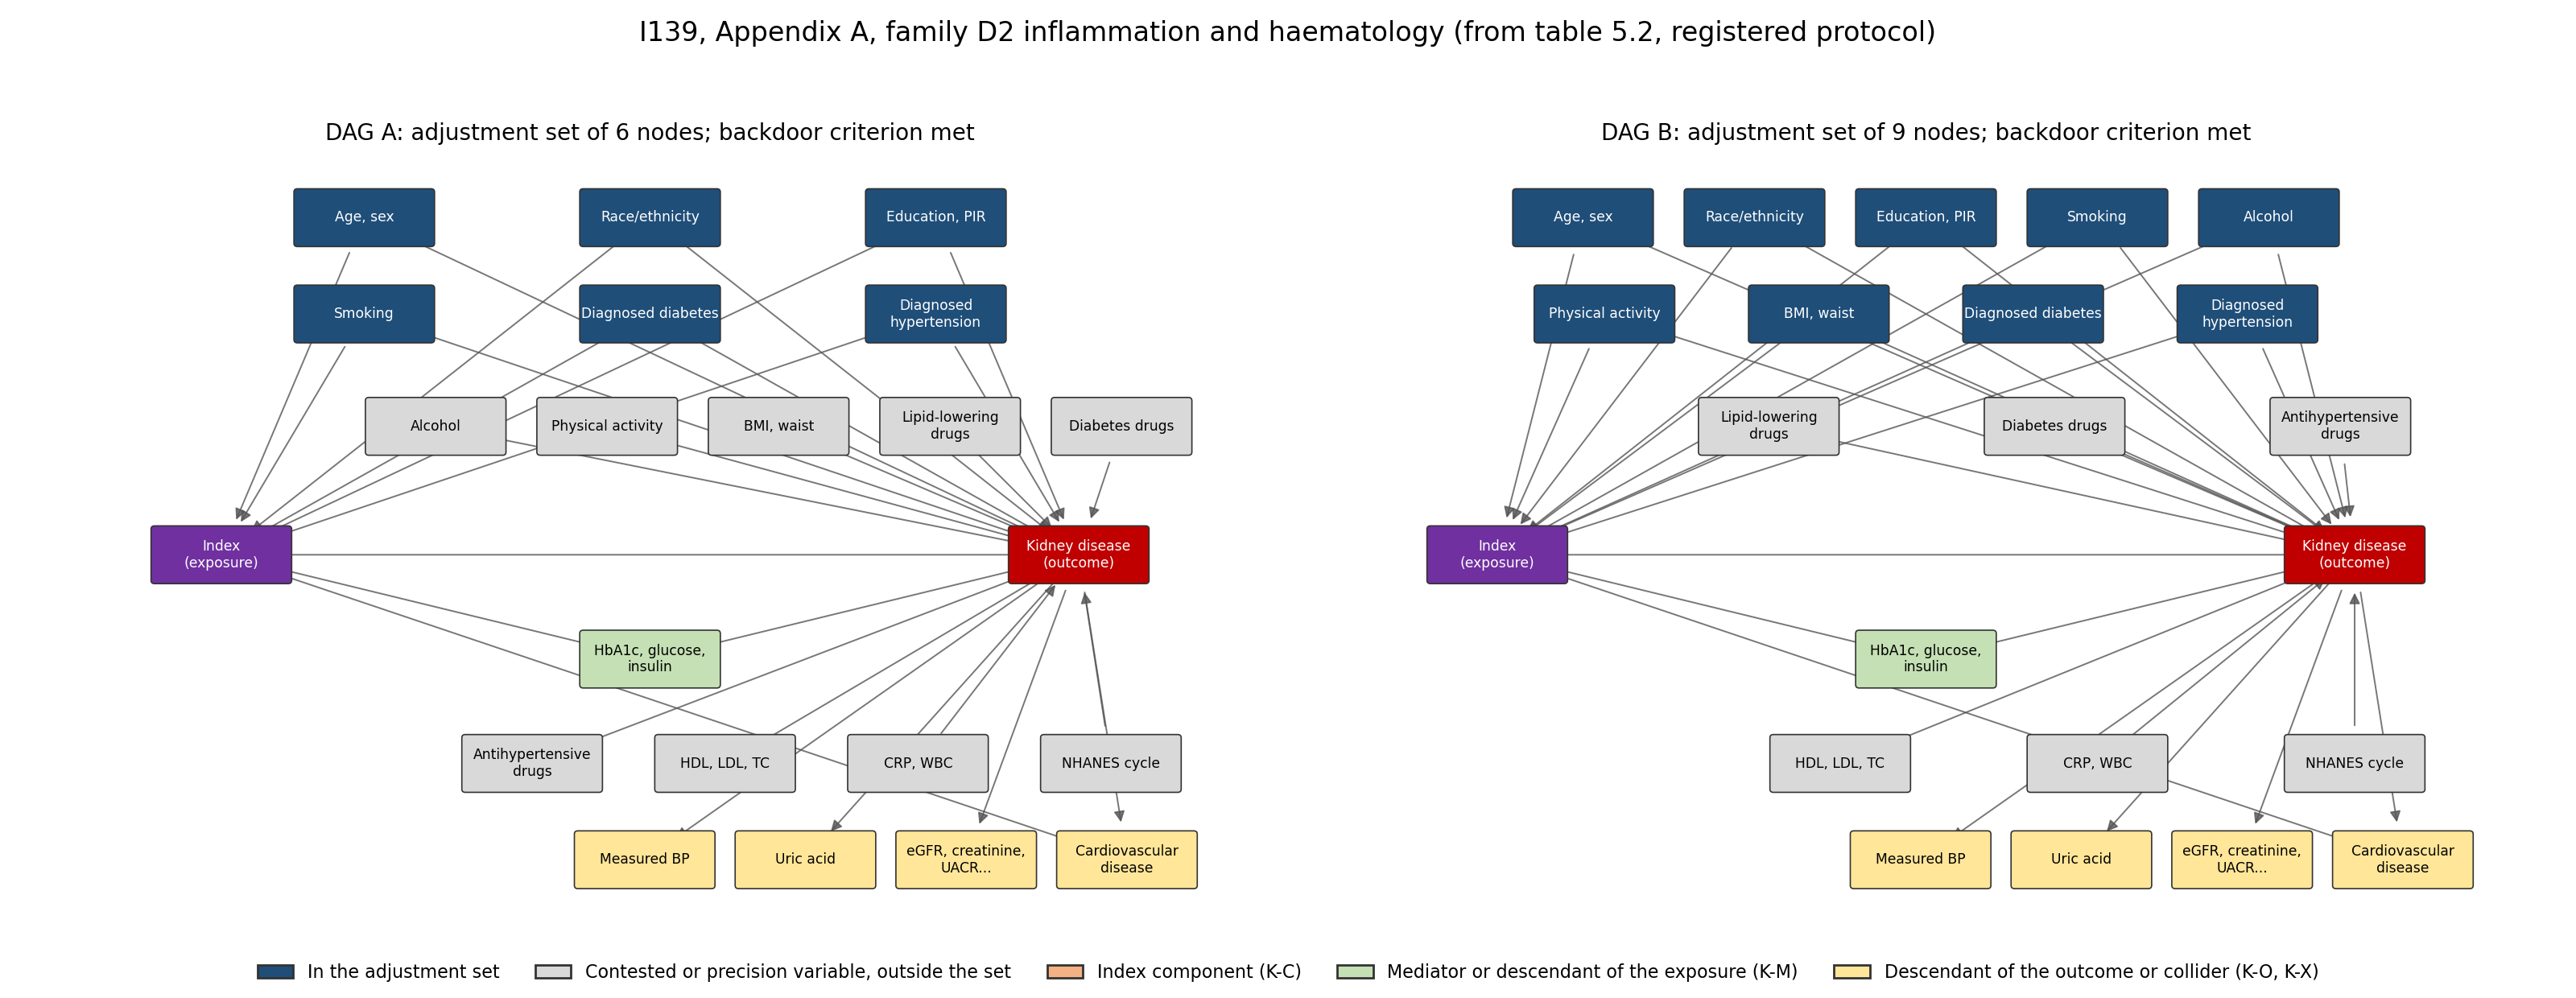 I139, Appendix A, family D2 inflammation and haematology (from table 5.2, registered protocol)
DAG A: adjustment set of 6 nodes; backdoor criterion met
Age, sex
Race/ethnicity
Education, PIR
Smoking
Diagnosed diabetes
Diagnosed
hypertension
Alcohol
Physical activity
BMI, waist
Lipid-lowering
drugs
Diabetes drugs
Index
(exposure)
Kidney disease
(outcome)
HbA1c, glucose,
insulin
Antihypertensive
drugs
HDL, LDL, TC
CRP, WBC
NHANES cycle
Measured BP
Uric acid
eGFR, creatinine,
UACR...
Cardiovascular
disease
DAG B: adjustment set of 9 nodes; backdoor criterion met
Age, sex
Race/ethnicity
Education, PIR
Smoking
Alcohol
Physical activity
BMI, waist
Diagnosed diabetes
Diagnosed
hypertension
Lipid-lowering
drugs
Diabetes drugs
Antihypertensive
drugs
Index
(exposure)
Kidney disease
(outcome)
HbA1c, glucose,
insulin
HDL, LDL, TC
CRP, WBC
NHANES cycle
Measured BP
Uric acid
eGFR, creatinine,
UACR...
Cardiovascular
disease
In the adjustment set
Contested or precision variable, outside the set
Index component (K-C)
Mediator or descendant of the exposure (K-M)
Descendant of the outcome or collider (K-O, K-X)